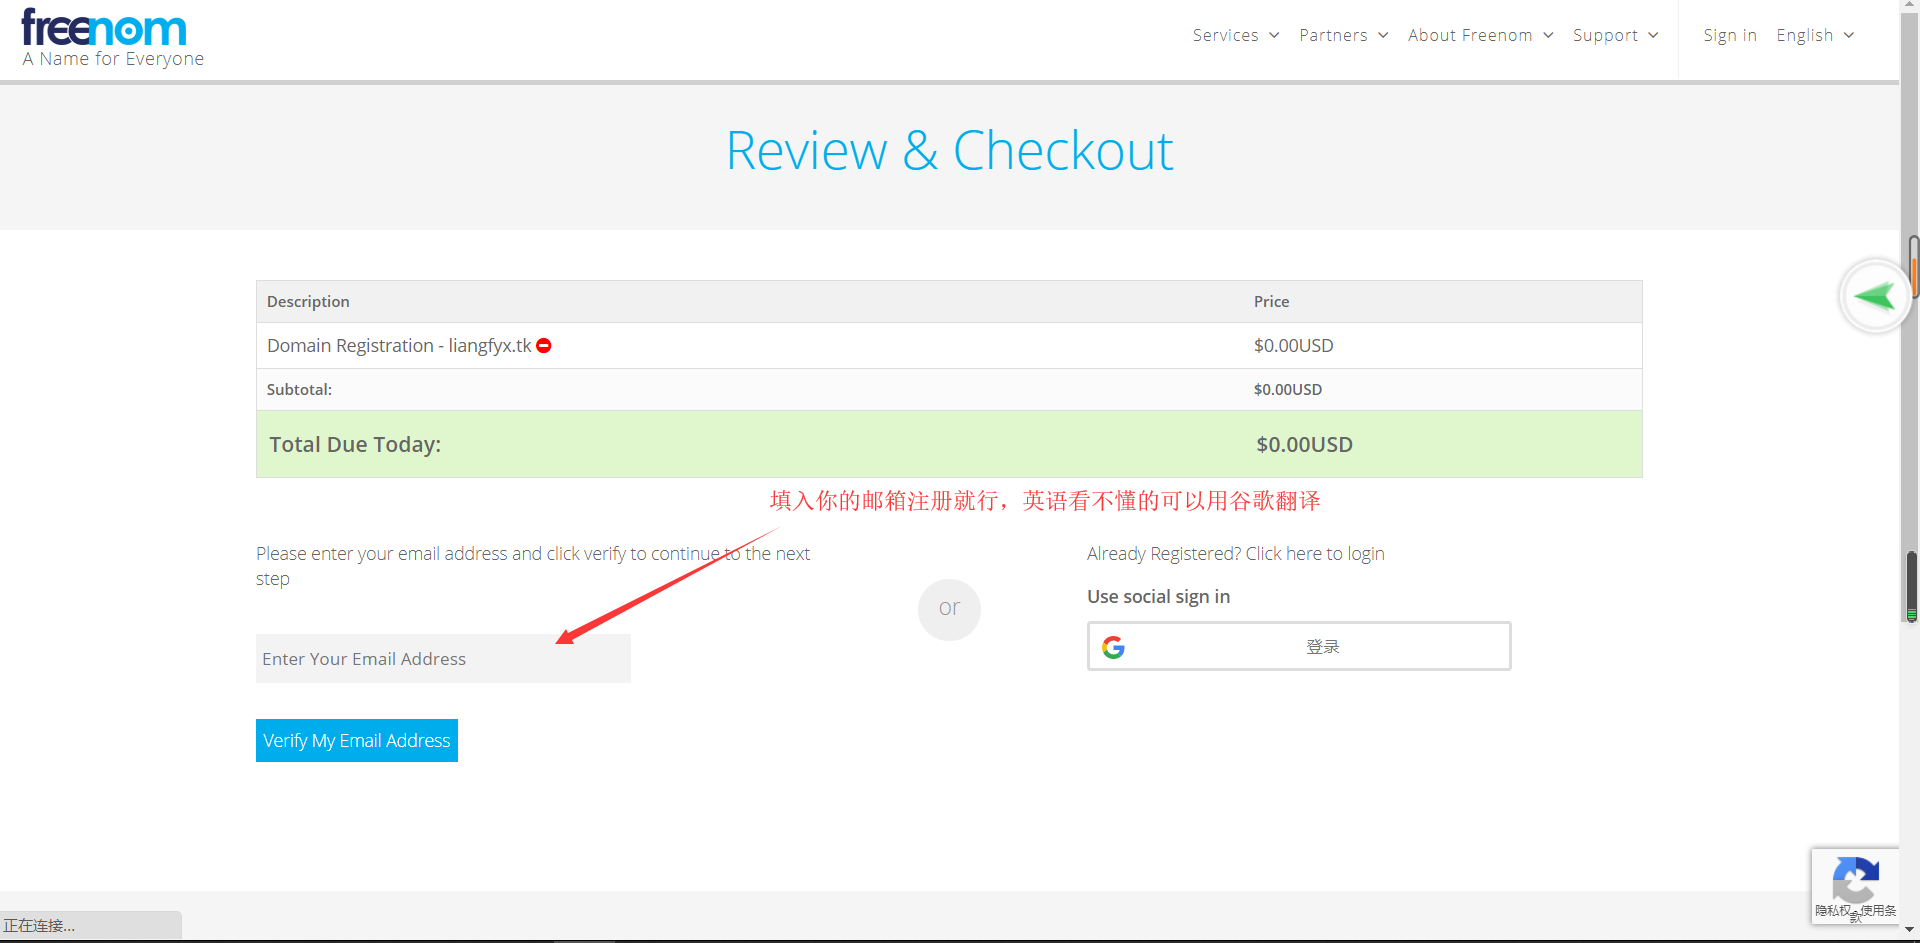 freenom
A Name for Everyone
Services
Partners
About Freenom
Support
Sign in
English
Review & Checkout
Description
Price
Domain Registration - liangfyx.tk
$0.00USD
Subtotal:
$0.00USD
Total Due Today:
$0.00USD
填入你的邮箱注册就行，英语看不懂的可以用谷歌翻译
Please enter your email address and click verify to continue to the next
step
Enter Your Email Address
Verify My Email Address
or
Already Registered? Click here to login
Use social sign in
登录
隐私权 - 使用条
款
正在连接...